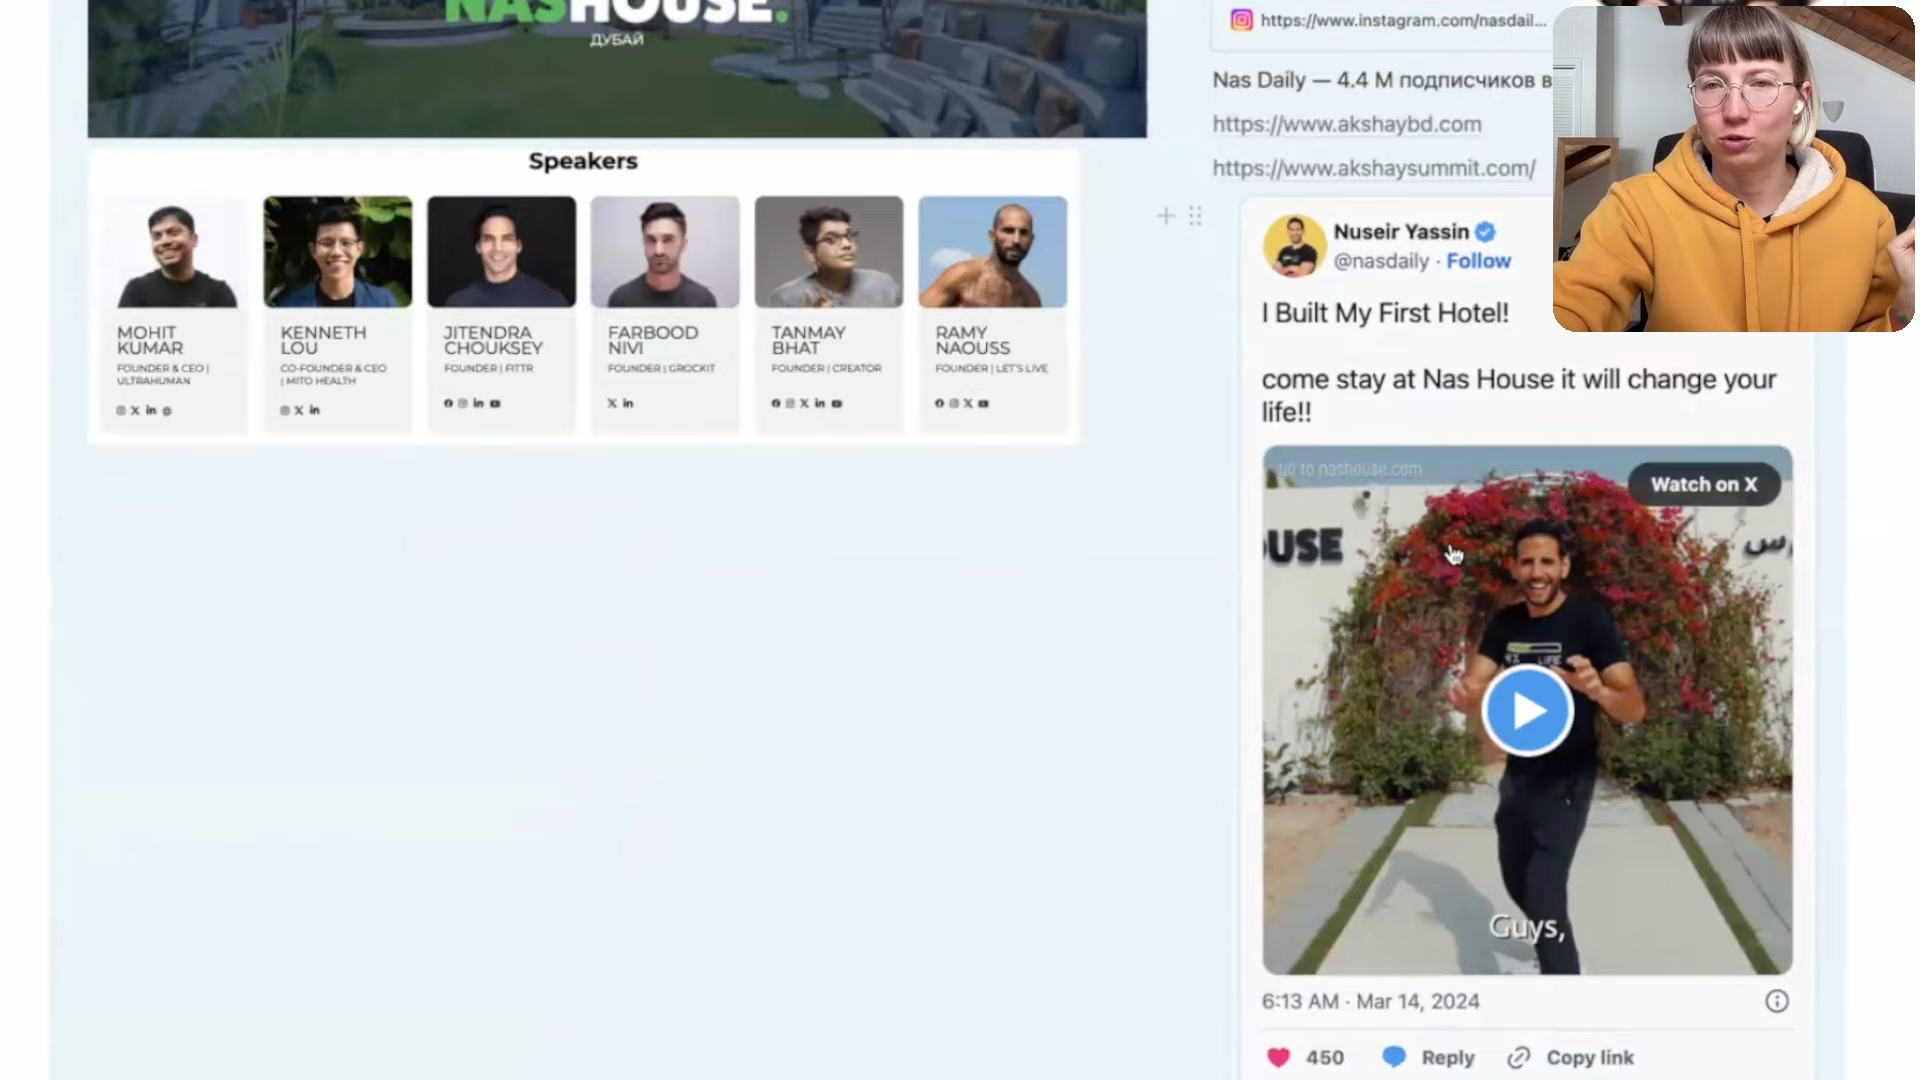 NASHOUSE.
ДУБАЙ
Speakers
MOHIT
KUMAR
FOUNDER & CEO |
ULTRAHUMAN
KENNETH
LOU
CO-FOUNDER & CEO
| MITO HEALTH
JITENDRA
CHOUKSEY
FOUNDER | FITTR
FARBOOD
NIVI
FOUNDER | GROCKIT
TANMAY
BHAT
FOUNDER | CREATOR
RAMY
NAOUSS
FOUNDER | LET'S LIVE
https://www.instagram.com/nasdail...
Nas Daily — 4.4 M подписчиков в
https://www.akshaybd.com
https://www.akshaysummit.com/
Nuseir Yassin
@nasdaily · Follow
I Built My First Hotel!
come stay at Nas House it will change your
life!!
go to nashouse.com
Watch on X
OUSE
LIFE
Guys,
6:13 AM · Mar 14, 2024
450 Reply Copy link